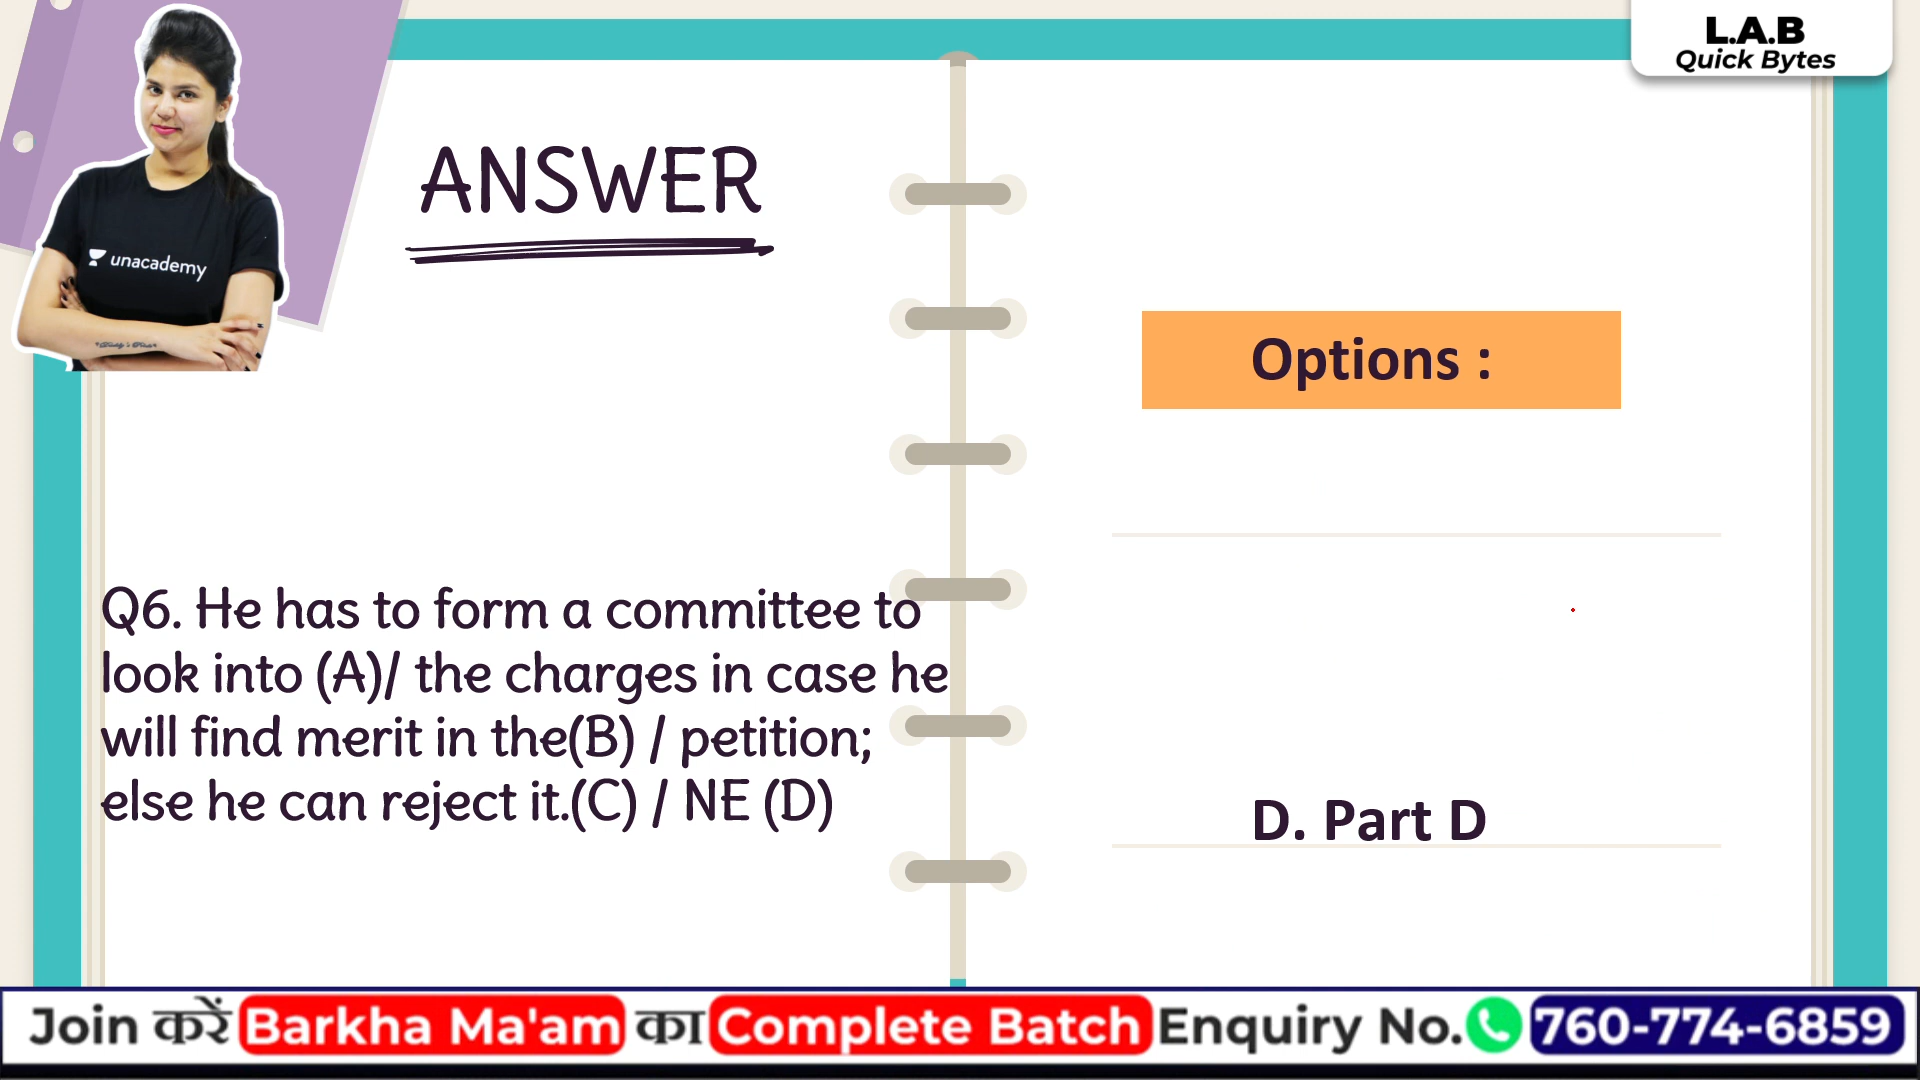 L.A.B
Quick Bytes
unacademy
ANSWER
Options :
Q6. He has to form a committee to
look into (A)/ the charges in case he
will find merit in the(B) / petition;
else he can reject it.(C) / NE (D)
D. Part D
Join करें Barkha Ma'am का Complete Batch Enquiry No. 760-774-6859